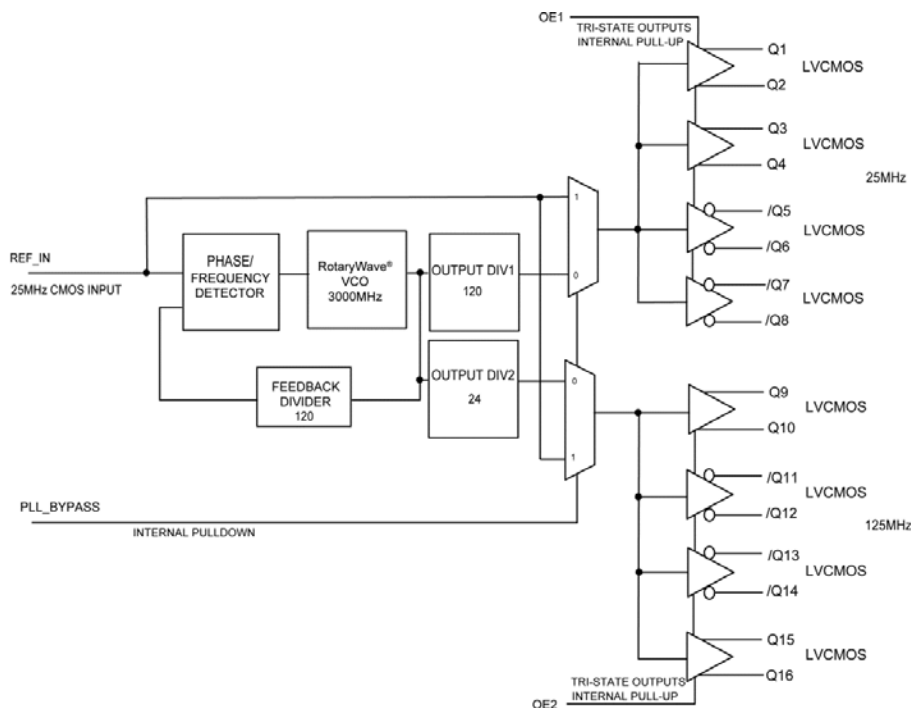 OE1
TRI-STATE OUTPUTS
INTERNAL PULL-UP
Q1
LVCMOS
Q2
Q3
LVCMOS
Q4
25MHz
/Q5
LVCMOS
/Q6
/Q7
LVCMOS
/Q8
1
0
REF_IN
25MHz CMOS INPUT
PHASE/
FREQUENCY
DETECTOR
RotaryWave®
VCO
3000MHz
OUTPUT DIV1
120
FEEDBACK
DIVIDER
120
OUTPUT DIV2
24
0
1
PLL_BYPASS
INTERNAL PULLDOWN
Q9
LVCMOS
Q10
/Q11
LVCMOS
/Q12
125MHz
/Q13
LVCMOS
/Q14
Q15
LVCMOS
Q16
TRI-STATE OUTPUTS
INTERNAL PULL-UP
OE2